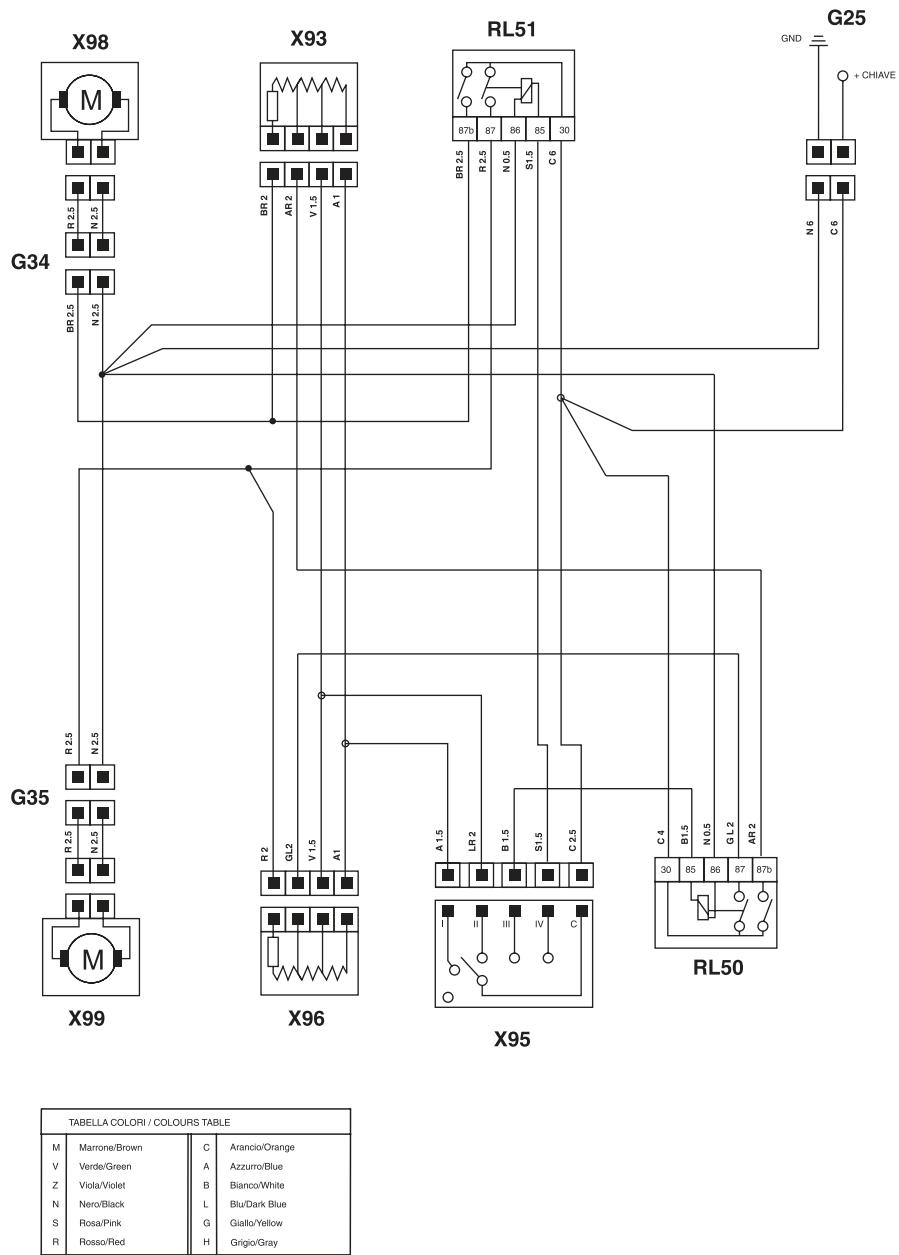 X98
X93
RL51
G25
GND
+ CHIAVE
M
87b 87 86 85 30
BR 2.5
R 2.5
N 0.5
S1.5
C 6
BR 2
AR 2
V 1.5
A 1
R 2.5
N 2.5
N 6
C 6
G34
BR 2.5
N 2.5
R 2.5
N 2.5
G35
R 2.5
N 2.5
R 2
GL2
V 1.5
A1
A 1.5
LR 2
B 1.5
S1.5
C 2.5
C 4
B1.5
N 0.5
G L 2
AR 2
30 85 86 87 87b
I II III IV C
M
RL50
X99
X96
X95
TABELLA COLORI / COLOURS TABLE
M Marrone/Brown C Arancio/Orange
V Verde/Green A Azzurro/Blue
Z Viola/Violet B Bianco/White
N Nero/Black L Blu/Dark Blue
S Rosa/Pink G Giallo/Yellow
R Rosso/Red H Grigio/Gray